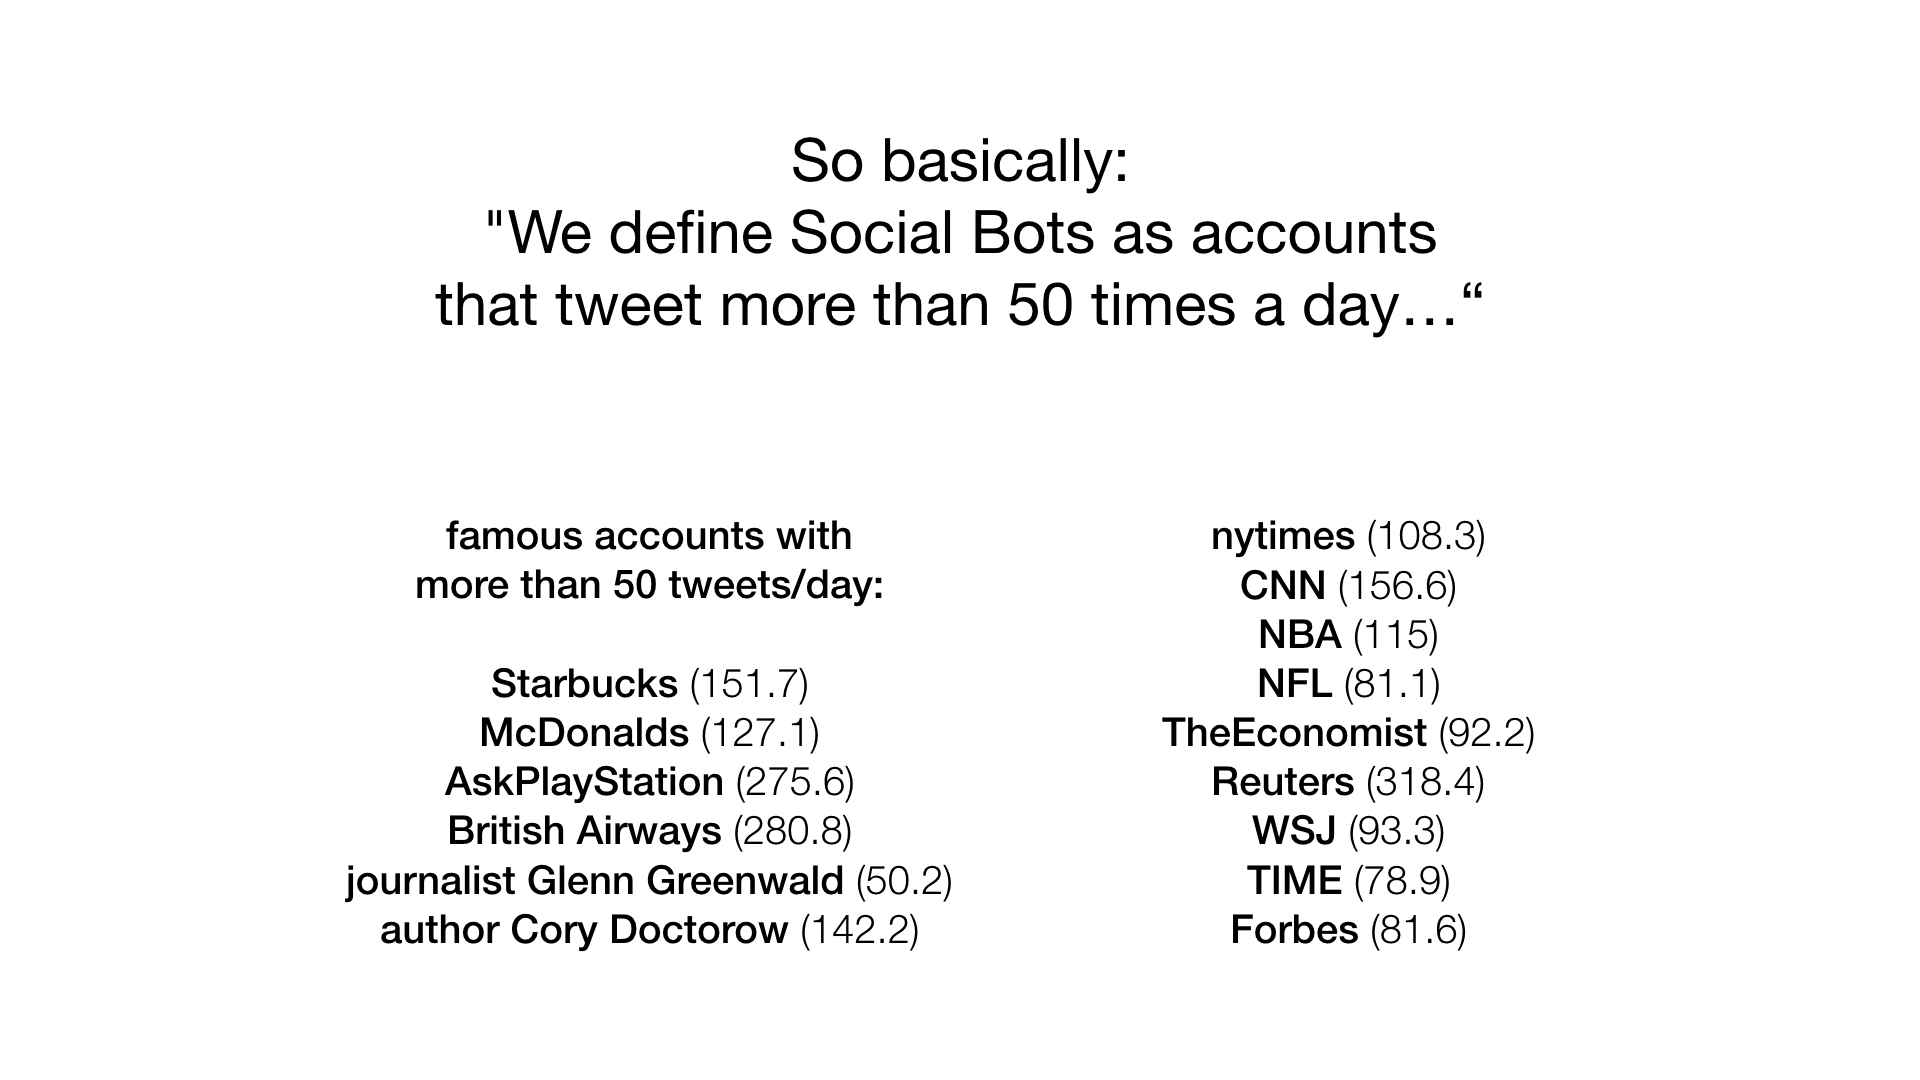 So basically:
"We define Social Bots as accounts
that tweet more than 50 times a day…“
famous accounts with
more than 50 tweets/day:
Starbucks (151.7)
McDonalds (127.1)
AskPlayStation (275.6)
British Airways (280.8)
journalist Glenn Greenwald (50.2)
author Cory Doctorow (142.2)
nytimes (108.3)
CNN (156.6)
NBA (115)
NFL (81.1)
TheEconomist (92.2)
Reuters (318.4)
WSJ (93.3)
TIME (78.9)
Forbes (81.6)